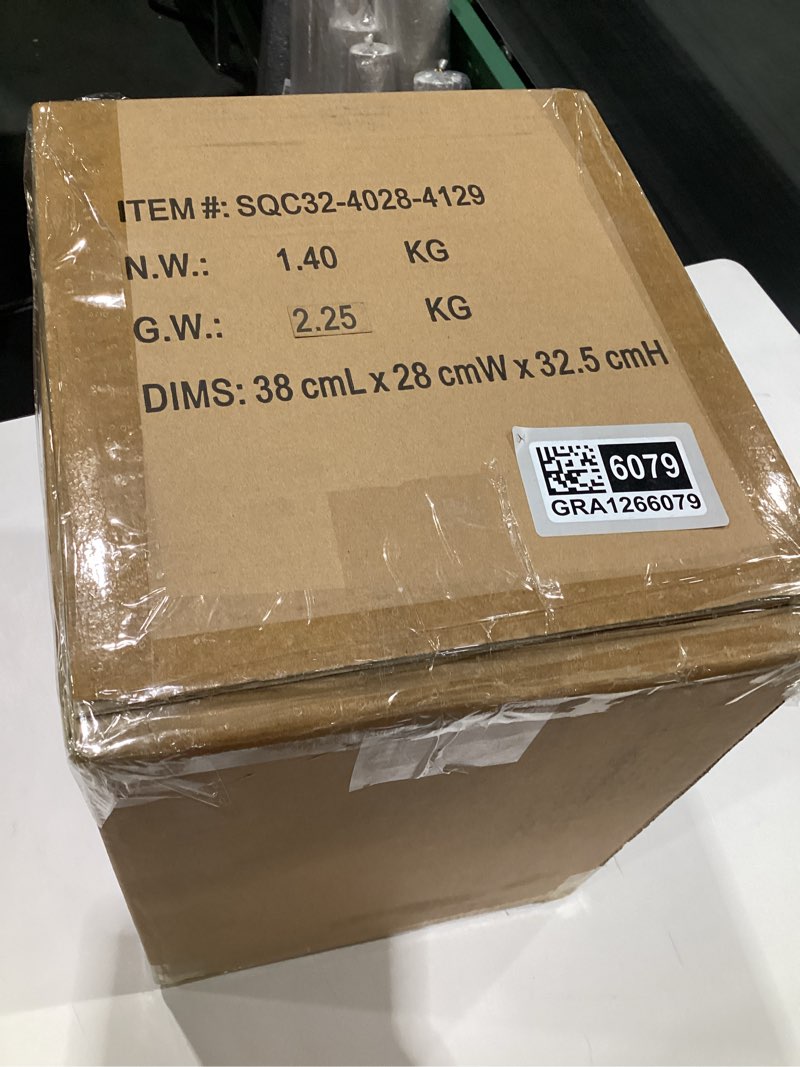 ITEM #: SQC32-4028-4129
N.W.: 1.40 KG
G.W.: 2.25 KG
DIMS: 38 cmL x 28 cmW x 32.5 cmH
6079
GRA1266079